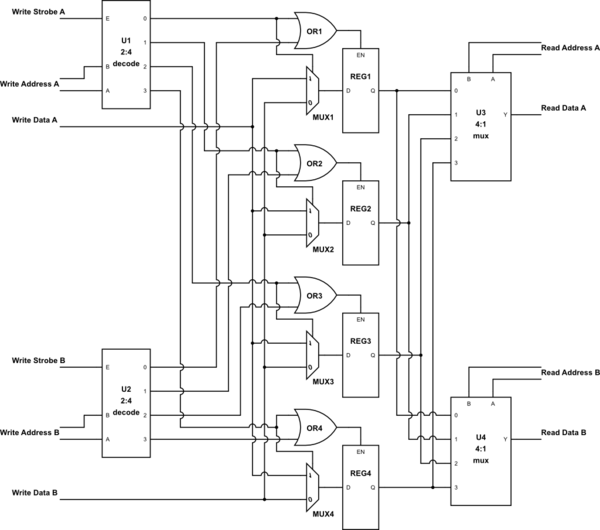 Write Strobe A
E
U1
2:4
decode
0
1
2
3
B
A
Write Address A
Write Data A
OR1
EN
REG1
D
Q
1
0
MUX1
OR2
EN
REG2
D
Q
1
0
MUX2
OR3
EN
REG3
D
Q
1
0
MUX3
OR4
EN
REG4
D
Q
1
0
MUX4
Read Address A
B
A
0
1
2
3
U3
4:1
mux
Y
Read Data A
Write Strobe B
E
U2
2:4
decode
0
1
2
3
B
A
Write Address B
Write Data B
Read Address B
B
A
0
1
2
3
U4
4:1
mux
Y
Read Data B